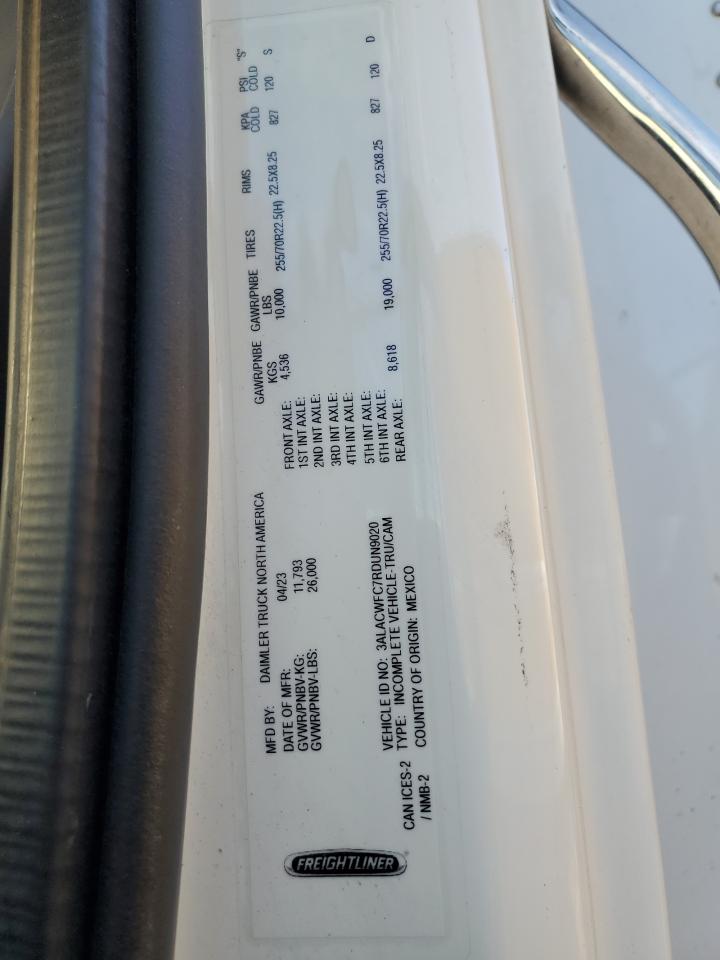 FREIGHTLINER
MFD BY: DAIMLER TRUCK NORTH AMERICA
DATE OF MFR: 04/23
GVWR/PNBV-KG: 11,793
GVWR/PNBV-LBS: 26,000
VEHICLE ID NO: 3ALACWFC7RDUN9020
TYPE: INCOMPLETE VEHICLE-TRU/CAM
COUNTRY OF ORIGIN: MEXICO
CAN ICES-2
/ NMB-2
GAWR/PNBE GAWR/PNBE TIRES RIMS KPA PSI "S"
KGS LBS COLD COLD
FRONT AXLE: 4,536 10,000 255/70R22.5(H) 22.5X8.25 827 120 S
1ST INT AXLE:
2ND INT AXLE:
3RD INT AXLE:
4TH INT AXLE:
5TH INT AXLE:
6TH INT AXLE:
REAR AXLE: 8,618 19,000 255/70R22.5(H) 22.5X8.25 827 120 D